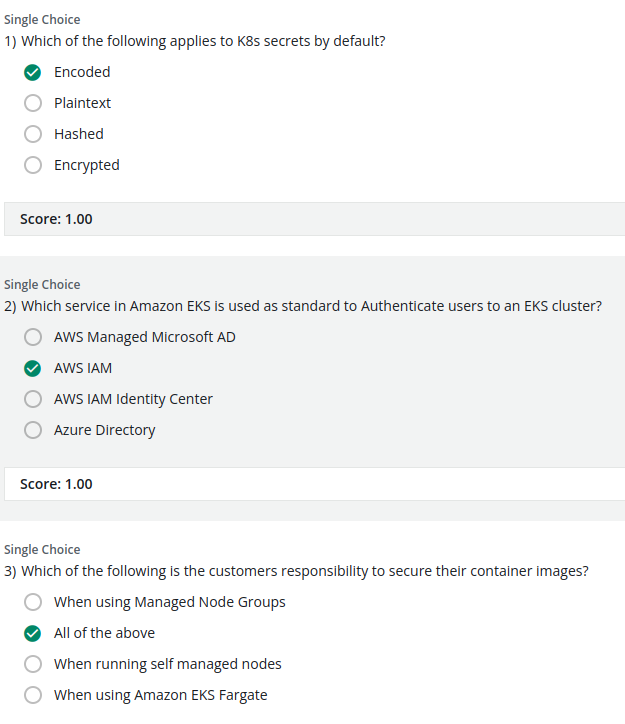 Single Choice
1) Which of the following applies to K8s secrets by default?
Encoded
Plaintext
Hashed
Encrypted
Score: 1.00
Single Choice
2) Which service in Amazon EKS is used as standard to Authenticate users to an EKS cluster?
AWS Managed Microsoft AD
AWS IAM
AWS IAM Identity Center
Azure Directory
Score: 1.00
Single Choice
3) Which of the following is the customers responsibility to secure their container images?
When using Managed Node Groups
All of the above
When running self managed nodes
When using Amazon EKS Fargate